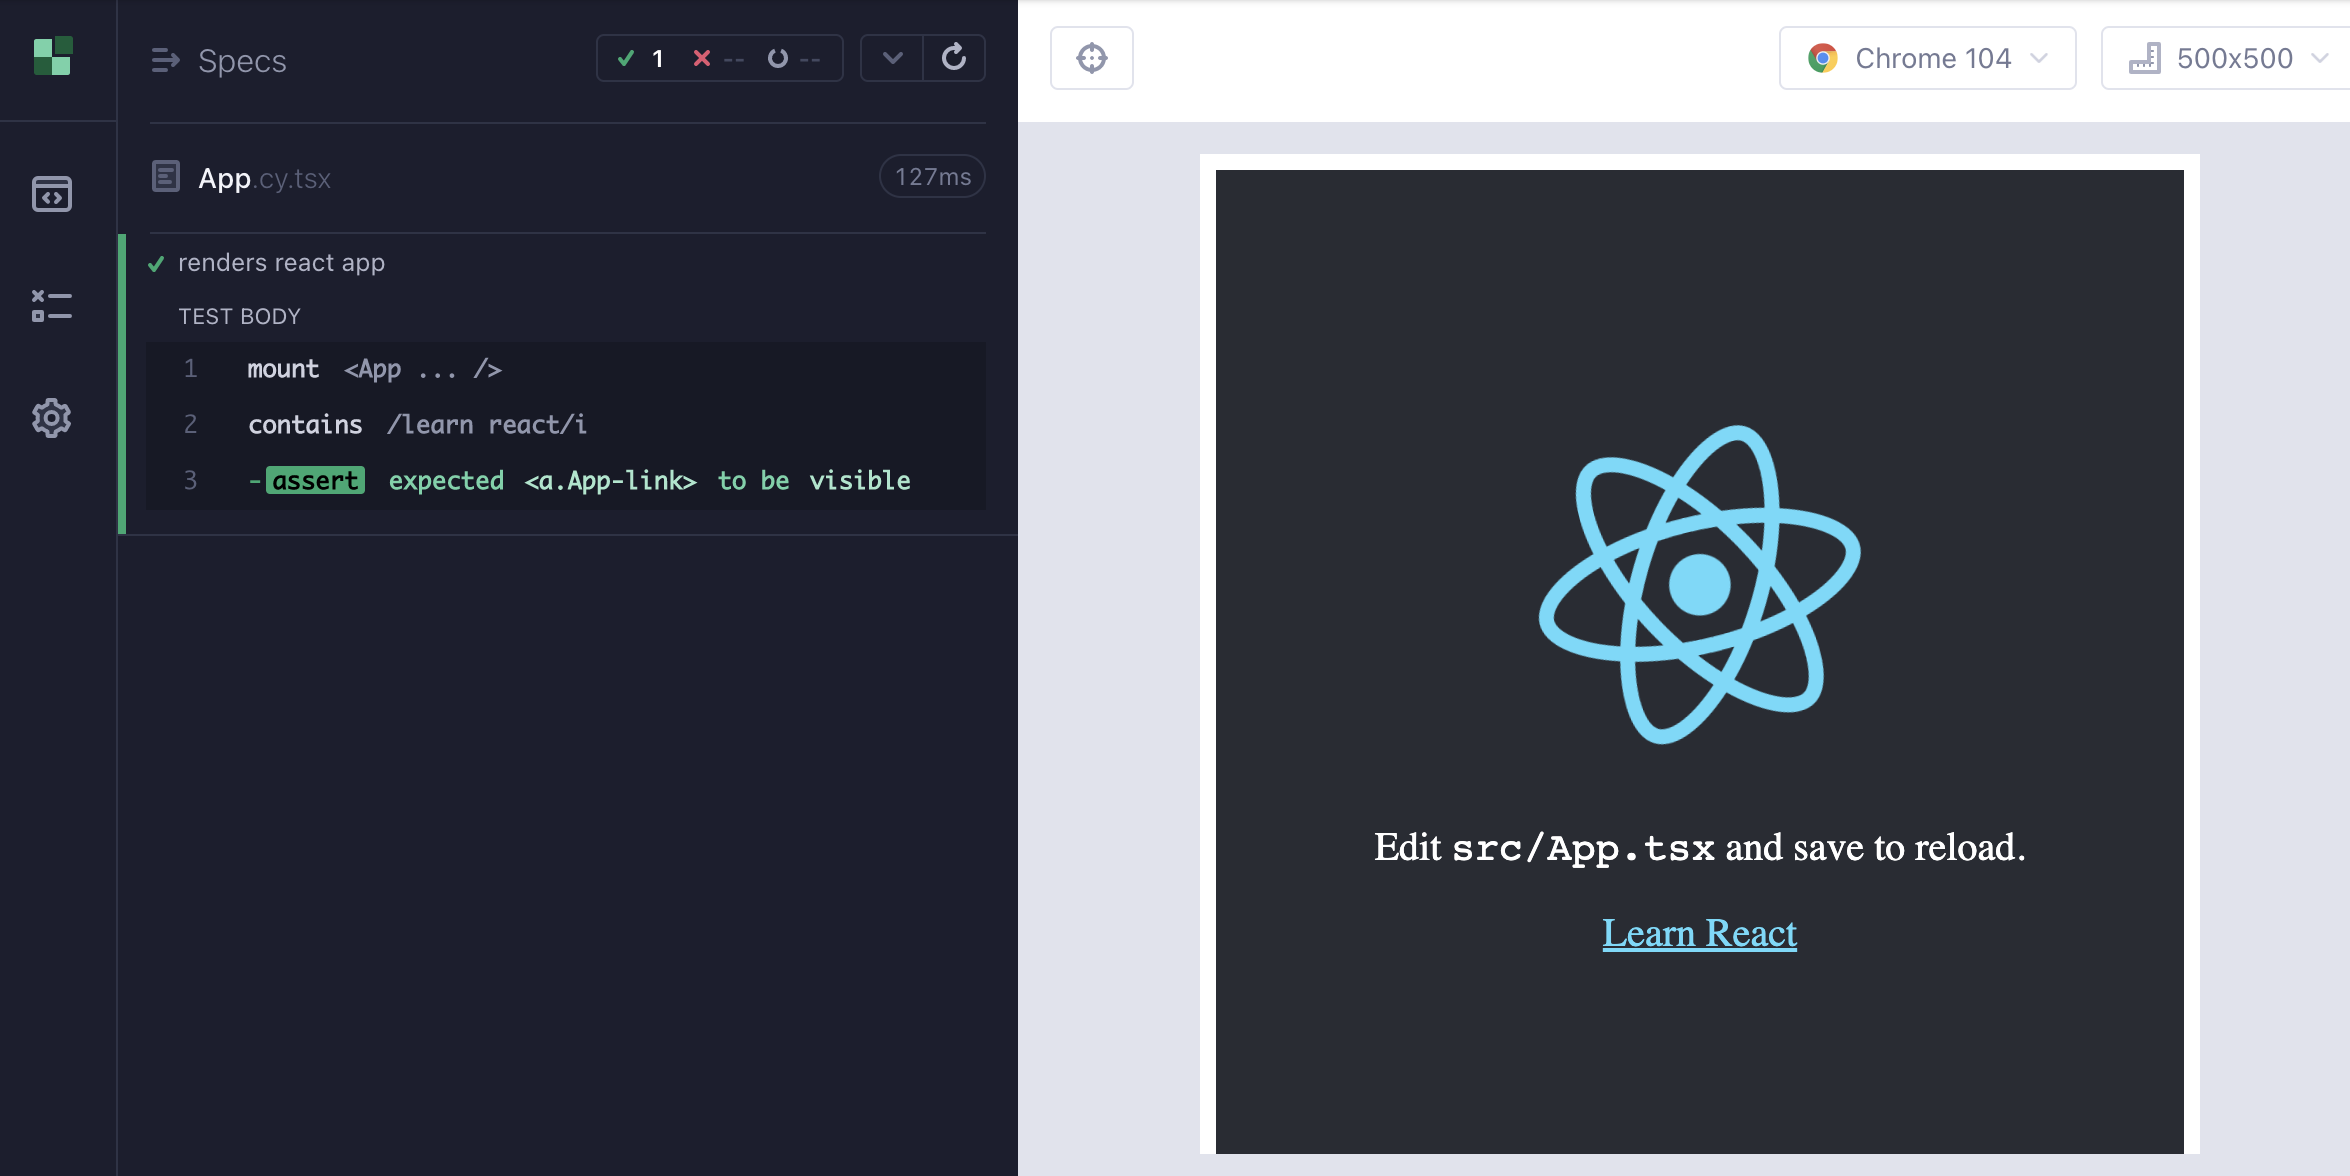 Specs
1 -- --
App.cy.tsx
127ms
renders react app
TEST BODY
1 mount <App ... />
2 contains /learn react/i
3 -assert expected <a.App-link> to be visible
Chrome 104
500x500
Edit src/App.tsx and save to reload.
Learn React